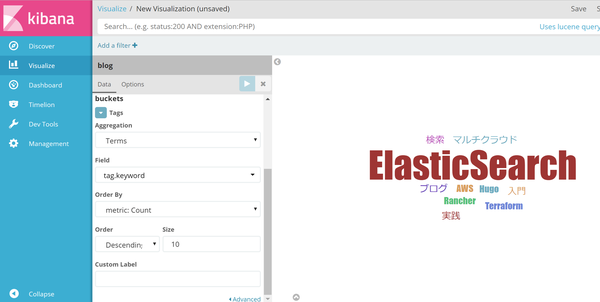 kibana
Discover
Visualize
Dashboard
Timelion
Dev Tools
Management
Collapse
Visualize / New Visualization (unsaved)
Save
Search... (e.g. status:200 AND extension:PHP)
Uses lucene query
Add a filter +
blog
Data Options
buckets
Tags
Aggregation
Terms
Field
tag.keyword
Order By
metric: Count
Order Size
Descending 10
Custom Label
Advanced
検索 マルチクラウド
ElasticSearch
ブログ AWS Hugo 入門
Rancher Terraform
実践